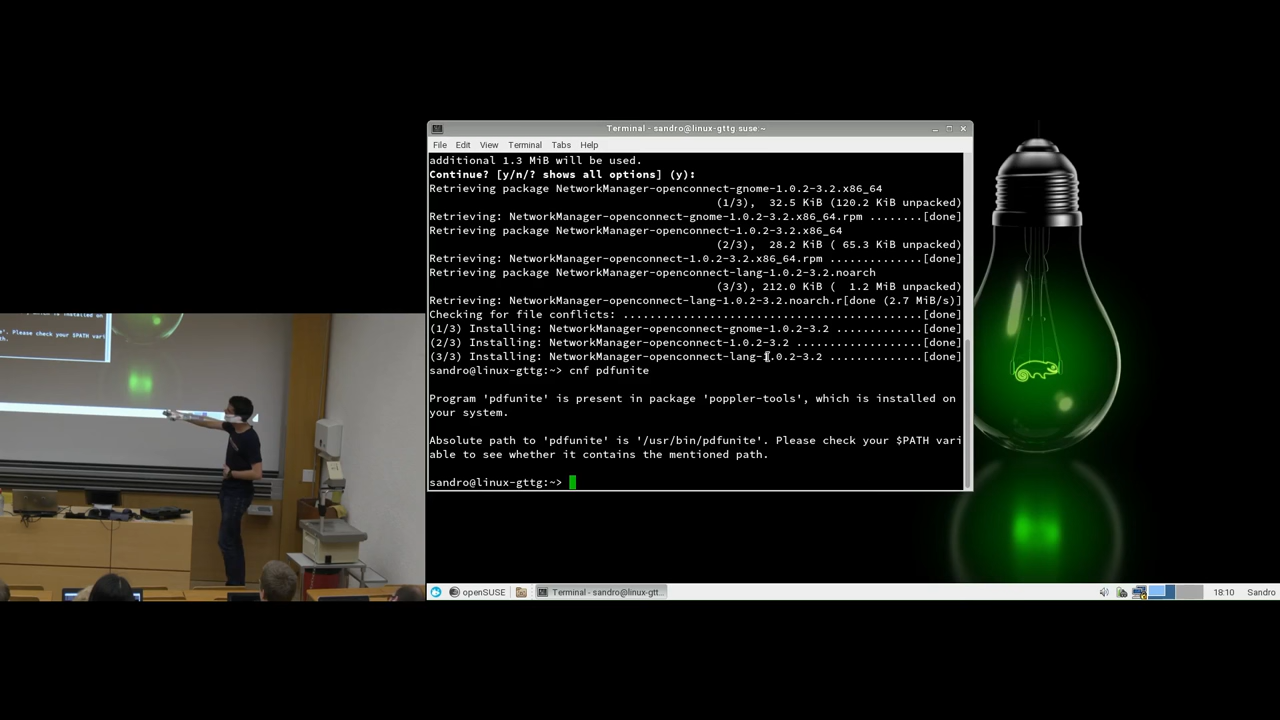 Terminal - sandro@linux-gttg.suse:~
File Edit View Terminal Tabs Help
additional 1.3 MiB will be used.
Continue? [y/n/? shows all options] (y):
Retrieving package NetworkManager-openconnect-gnome-1.0.2-3.2.x86_64
(1/3),  32.5 KiB (120.2 KiB unpacked)
Retrieving: NetworkManager-openconnect-gnome-1.0.2-3.2.x86_64.rpm ........[done]
Retrieving package NetworkManager-openconnect-1.0.2-3.2.x86_64
(2/3),  28.2 KiB ( 65.3 KiB unpacked)
Retrieving: NetworkManager-openconnect-1.0.2-3.2.x86_64.rpm ..............[done]
Retrieving package NetworkManager-openconnect-lang-1.0.2-3.2.noarch
(3/3), 212.0 KiB (  1.2 MiB unpacked)
Retrieving: NetworkManager-openconnect-lang-1.0.2-3.2.noarch.r[done (2.7 MiB/s)]
Checking for file conflicts: .............................................[done]
(1/3) Installing: NetworkManager-openconnect-gnome-1.0.2-3.2 .............[done]
(2/3) Installing: NetworkManager-openconnect-1.0.2-3.2 ...................[done]
(3/3) Installing: NetworkManager-openconnect-lang-1.0.2-3.2 ..............[done]
sandro@linux-gttg:~> cnf pdfunite
Program 'pdfunite' is present in package 'poppler-tools', which is installed on
your system.
Absolute path to 'pdfunite' is '/usr/bin/pdfunite'. Please check your $PATH vari
able to see whether it contains the mentioned path.
sandro@linux-gttg:~>
is installed on
'. Please check your $PATH vari
th.
openSUSE
Terminal - sandro@linux-gtt...
18:10
Sandro